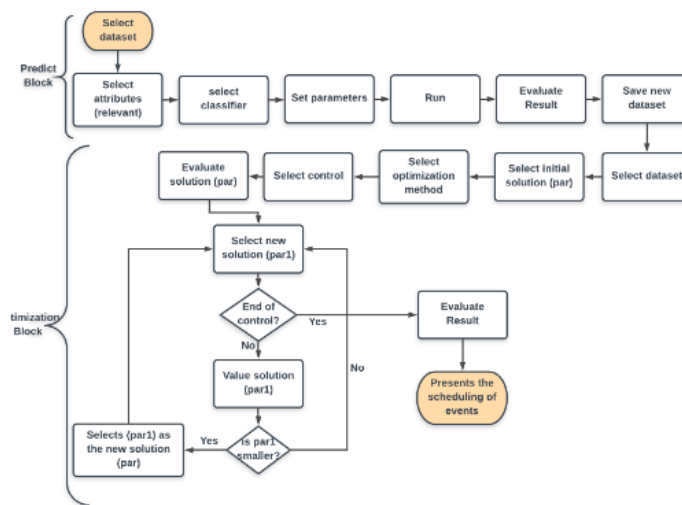 Select
dataset
Predict
Block
Select
attributes
(relevant)
select
classifier
Set parameters
Run
Evaluate
Result
Save new
dataset
Evaluate
solution (par)
Select control
Select
optimization
method
Select initial
solution (par)
Select dataset
Select new
solution (par1)
End of
control?
Yes
Evaluate
Result
timization
Block
No
No
Value solution
(par1)
Presents the
scheduling of
events
Selects (par1) as
the new solution
(par)
Yes
Is par1
smaller?